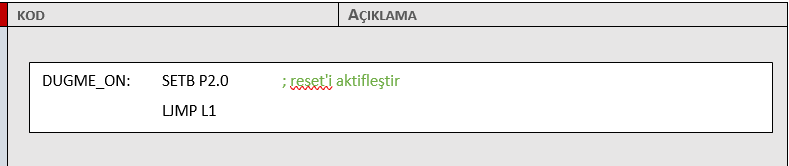 KOD AÇIKLAMA
DUGME_ON: SETB P2.0 ; reset'i aktifleştir
LJMP L1